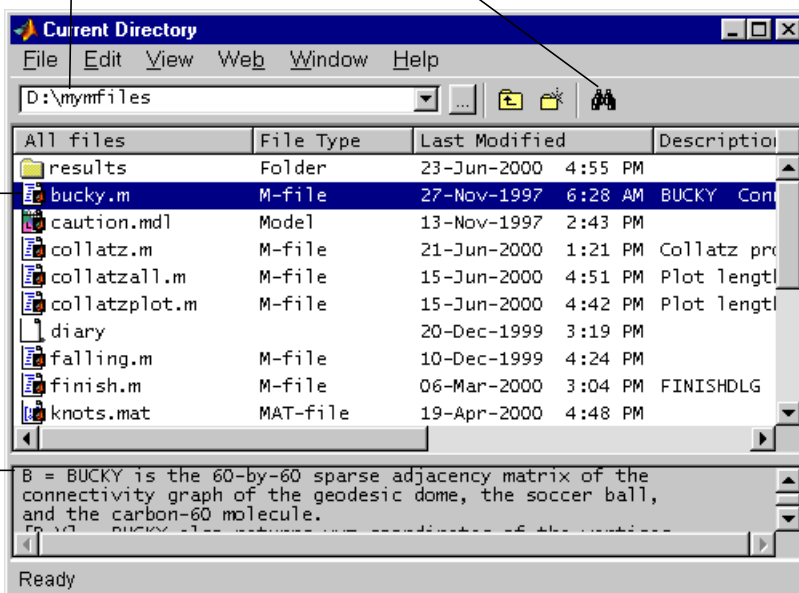 Current Directory
File Edit View Web Window Help
D:\mymfiles ...
All files File Type Last Modified
results Folder 23-Jun-2000 4:55 PM
bucky.m M-file 27-Nov-1997 6:28 AM BUCKY
caution.mdl Model 13-Nov-1997 2:43 PM
collatz.m M-file 21-Jun-2000 1:21 PM Collatz
collatzall.m M-file 15-Jun-2000 4:51 PM Plot
collatzplot.m M-file 15-Jun-2000 4:42 PM Plot
diary 20-Dec-1999 3:19 PM
falling.m M-file 10-Dec-1999 4:24 PM
finish.m M-file 06-Mar-2000 3:04 PM FINISHDLG
knots.mat MAT-file 19-Apr-2000 4:48 PM
B = BUCKY is the 60-by-60 sparse adjacency matrix of the
connectivity graph of the geodesic dome, the soccer ball,
and the carbon-60 molecule.
Ready